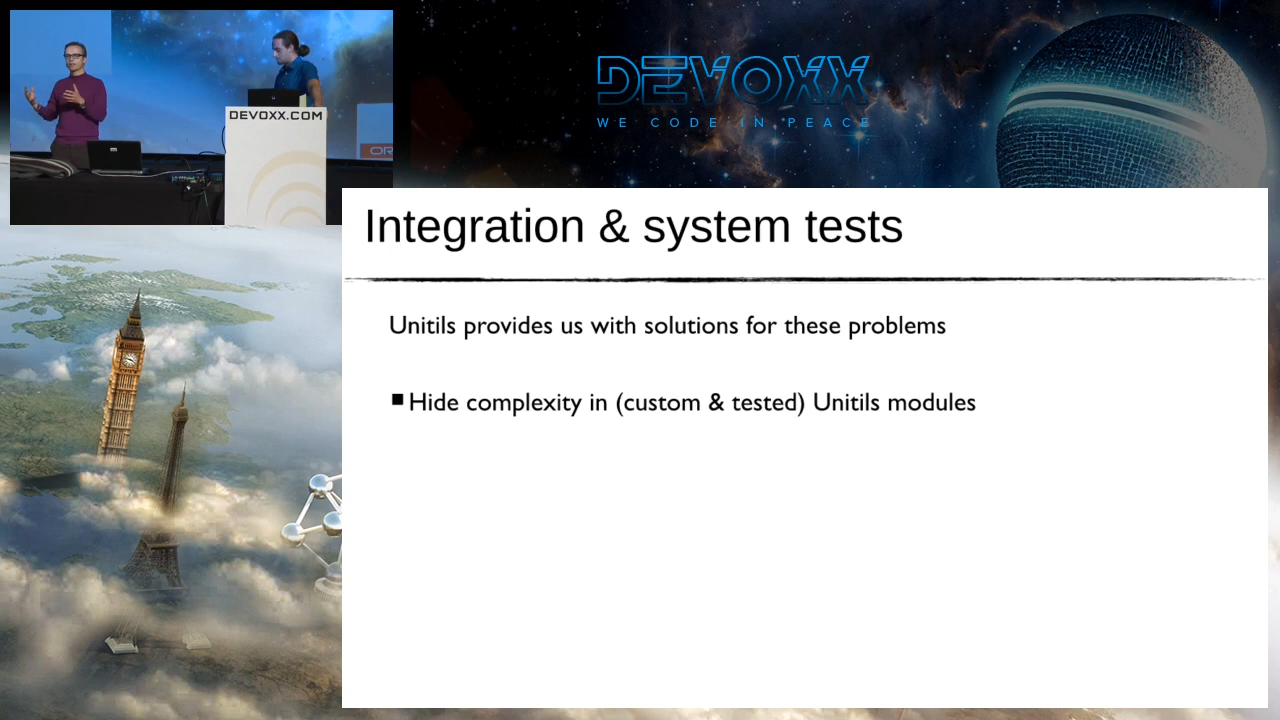 DEVOXX
WE CODE IN PEACE
DEVOXX.COM
OR
Integration & system tests
Unitils provides us with solutions for these problems
■ Hide complexity in (custom & tested) Unitils modules